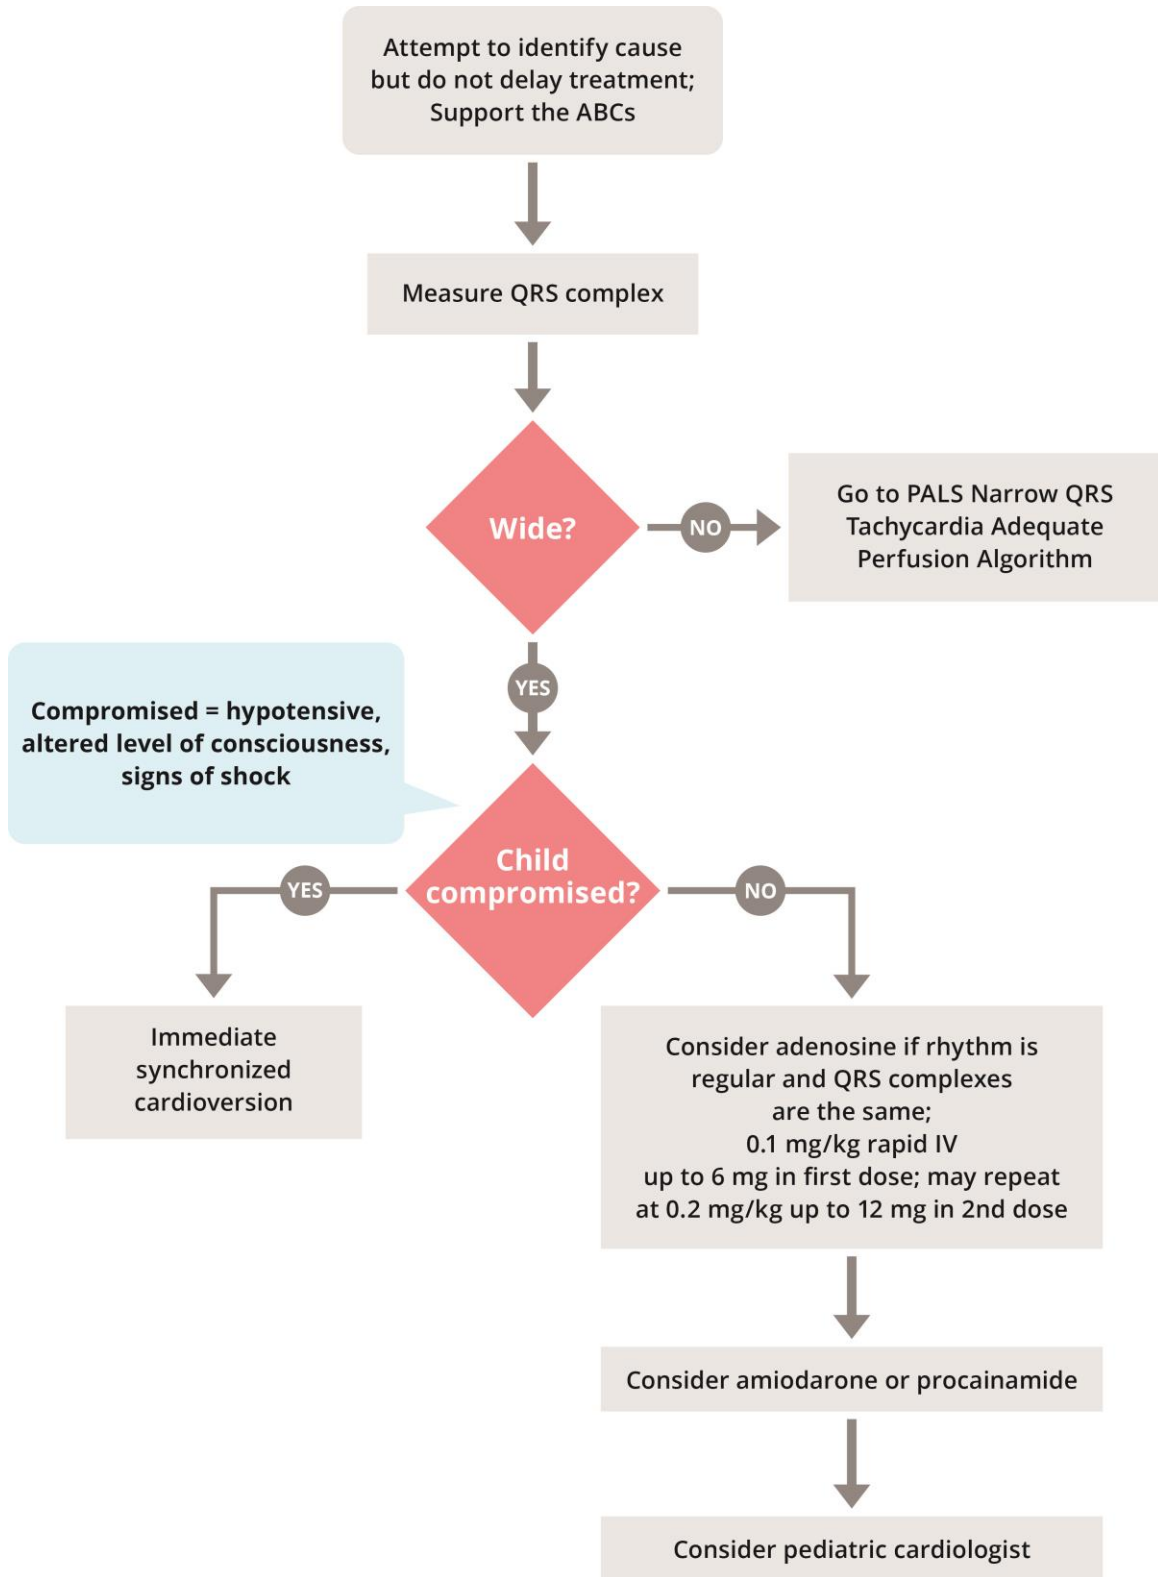 Attempt to identify cause
but do not delay treatment;
Support the ABCs
Measure QRS complex
Wide?
NO
Go to PALS Narrow QRS
Tachycardia Adequate
Perfusion Algorithm
YES
Compromised = hypotensive,
altered level of consciousness,
signs of shock
Child
compromised?
YES
NO
Immediate
synchronized
cardioversion
Consider adenosine if rhythm is
regular and QRS complexes
are the same;
0.1 mg/kg rapid IV
up to 6 mg in first dose; may repeat
at 0.2 mg/kg up to 12 mg in 2nd dose
Consider amiodarone or procainamide
Consider pediatric cardiologist